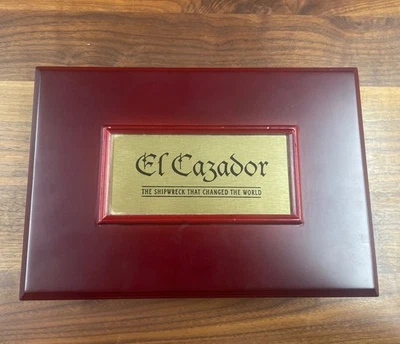 El Cazador
THE SHIPWRECK THAT CHANGED THE WORLD